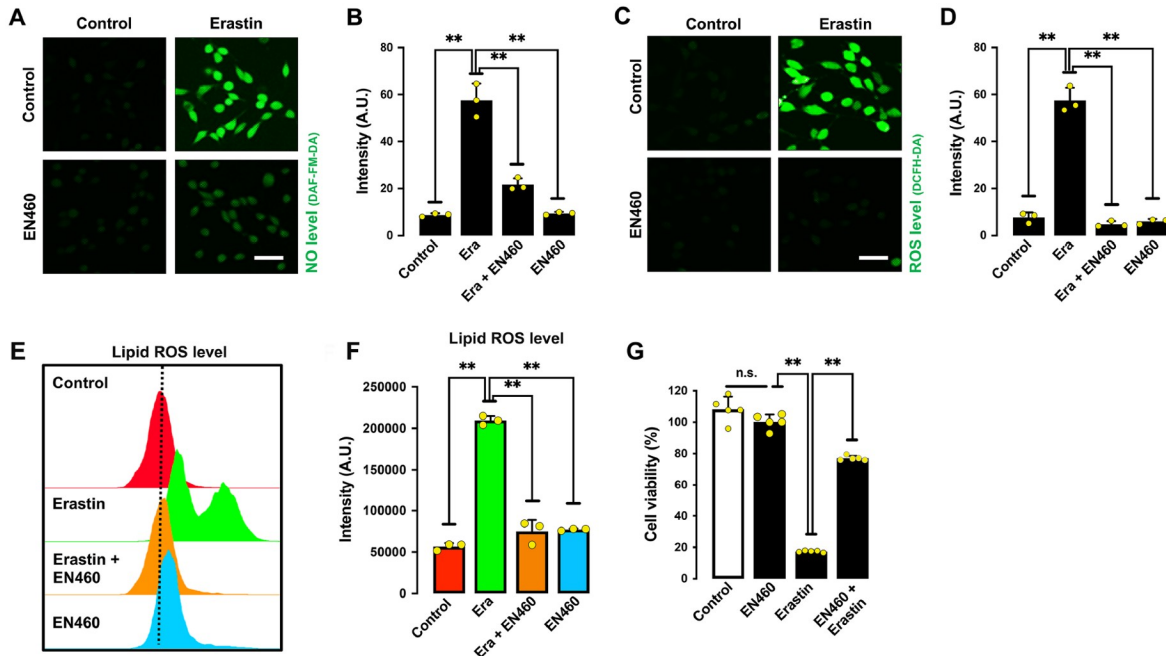 A
Control
Erastin
Control
EN460
NO level (DAF-FM-DA)
B
Intensity (A.U.)
80
60
40
20
0
**
**
**
Control
Era
Era + EN460
EN460
C
Control
Erastin
Control
EN460
ROS level (DCFH-DA)
D
Intensity (A.U.)
80
60
40
20
0
**
**
**
Control
Era
Era + EN460
EN460
E
Lipid ROS level
Control
Erastin
Erastin +
EN460
EN460
F
Lipid ROS level
Intensity (A.U.)
250000
200000
150000
100000
50000
0
**
**
**
Control
Era
Era + EN460
EN460
G
Cell viability (%)
120
100
80
60
40
20
0
n.s.
**
**
Control
EN460
Erastin
EN460 +
Erastin